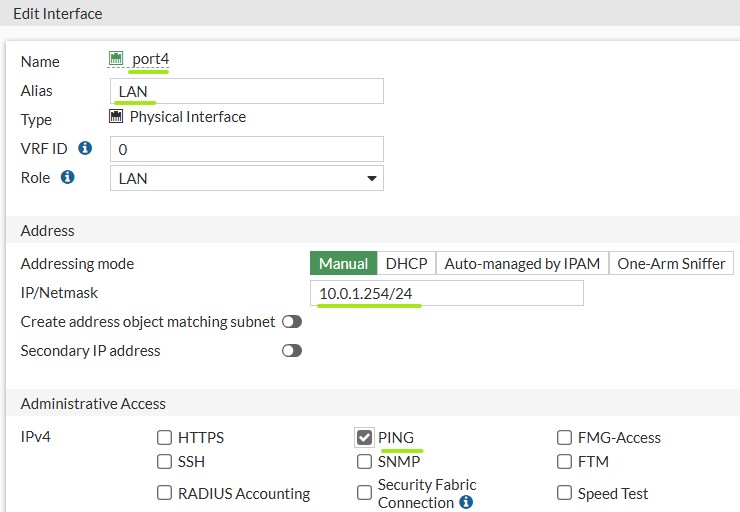 Edit Interface
Name port4
Alias LAN
Type Physical Interface
VRF ID 0
Role LAN
Address
Addressing mode Manual DHCP Auto-managed by IPAM One-Arm Sniffer
IP/Netmask 10.0.1.254/24
Create address object matching subnet
Secondary IP address
Administrative Access
IPv4 HTTPS PING FMG-Access
SSH SNMP FTM
RADIUS Accounting Security Fabric Connection Speed Test